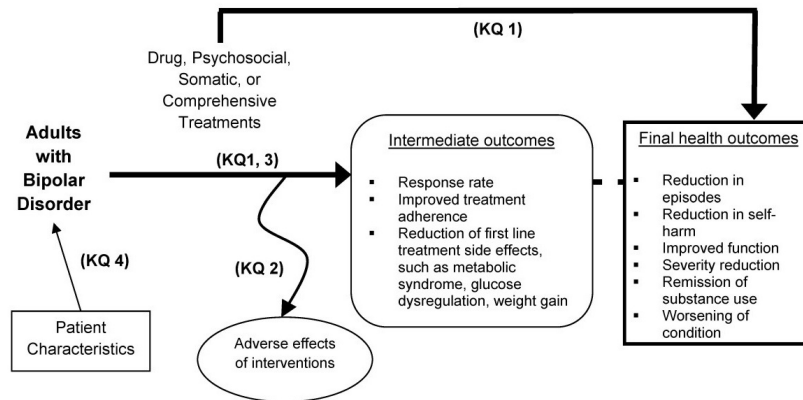 (KQ 1)
Drug, Psychosocial,
Somatic, or
Comprehensive
Treatments
Adults
with
Bipolar
Disorder
(KQ1, 3)
Intermediate outcomes
▪ Response rate
▪ Improved treatment
adherence
▪ Reduction of first line
treatment side effects,
such as metabolic
syndrome, glucose
dysregulation, weight gain
Final health outcomes
▪ Reduction in
episodes
▪ Reduction in self-
harm
▪ Improved function
▪ Severity reduction
▪ Remission of
substance use
▪ Worsening of
condition
(KQ 4)
(KQ 2)
Patient
Characteristics
Adverse effects
of interventions